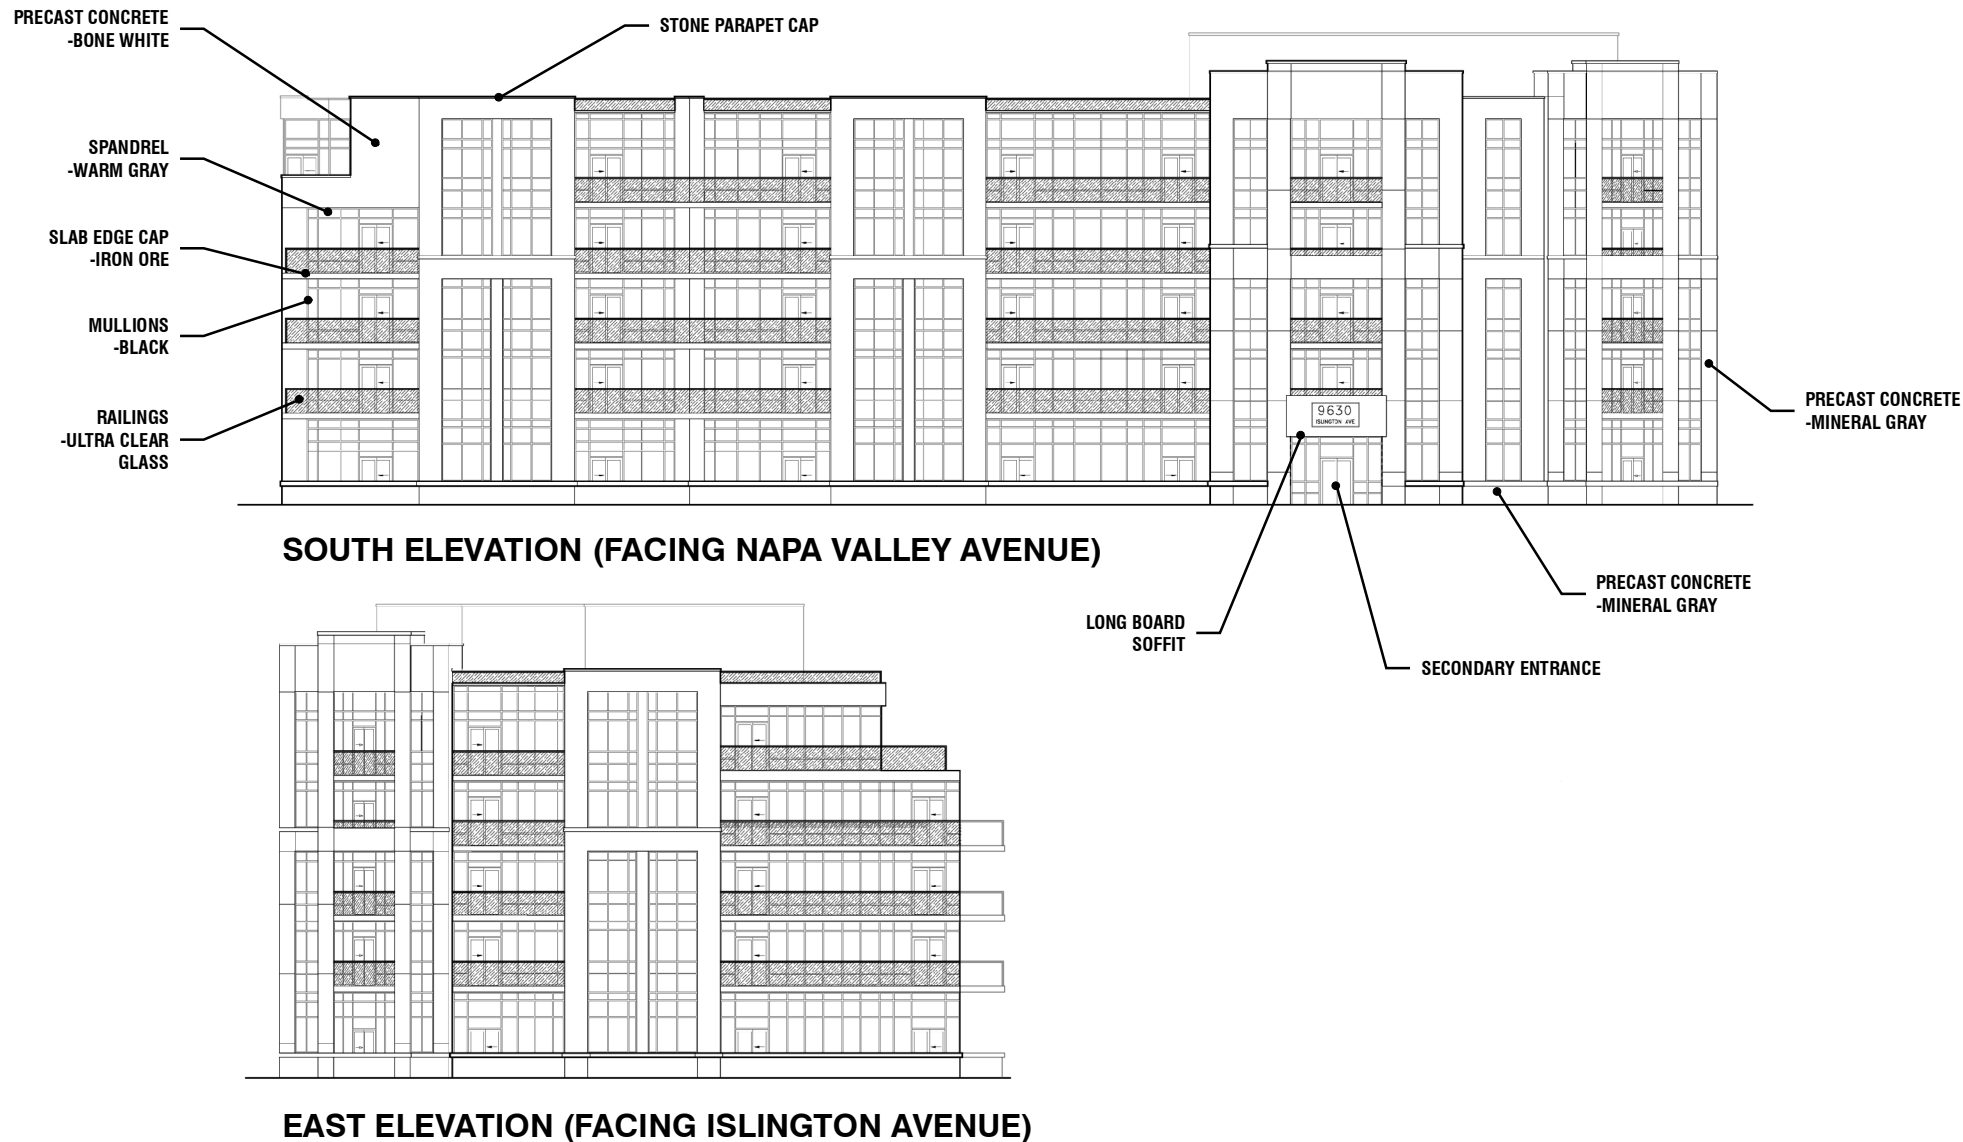 PRECAST CONCRETE
-BONE WHITE
STONE PARAPET CAP
SPANDREL
-WARM GRAY
SLAB EDGE CAP
-IRON ORE
MULLIONS
-BLACK
RAILINGS
-ULTRA CLEAR
GLASS
9630
ISLINGTON AVE
PRECAST CONCRETE
-MINERAL GRAY
SOUTH ELEVATION (FACING NAPA VALLEY AVENUE)
PRECAST CONCRETE
-MINERAL GRAY
LONG BOARD
SOFFIT
SECONDARY ENTRANCE
EAST ELEVATION (FACING ISLINGTON AVENUE)